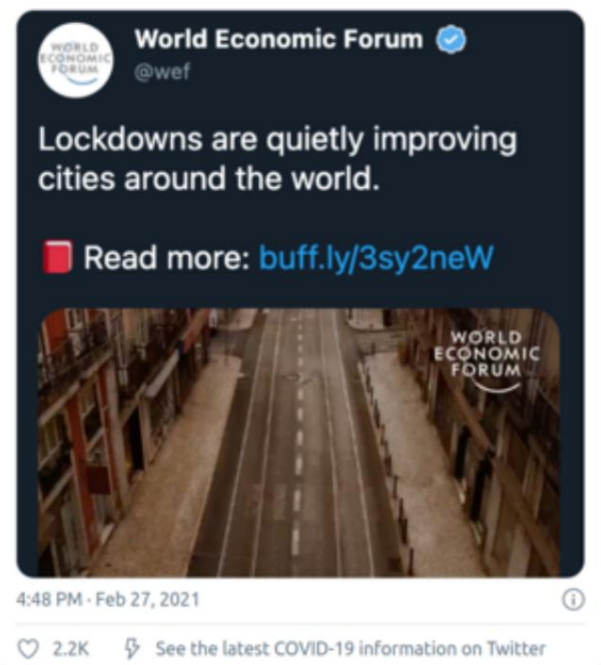 WORLD
ECONOMIC
FORUM
World Economic Forum
@wef
Lockdowns are quietly improving
cities around the world.
Read more: buff.ly/3sy2neW
WORLD
ECONOMIC
FORUM
4:48 PM · Feb 27, 2021
2.2K See the latest COVID-19 information on Twitter